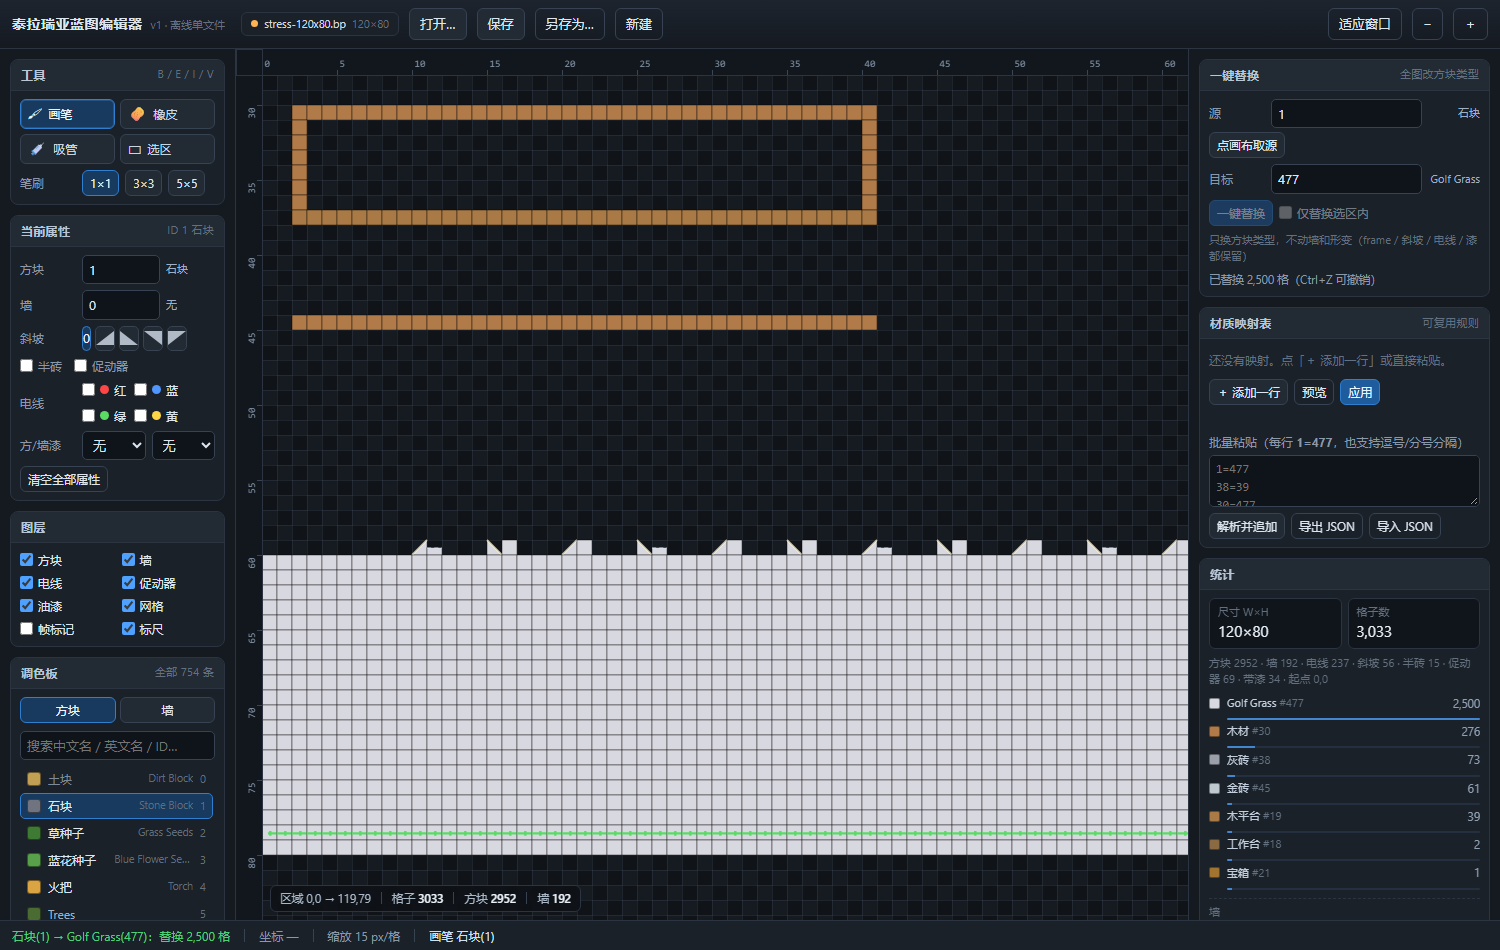 泰拉瑞亚蓝图编辑器 v1 · 离线单文件 stress-120x80.bp 120×80 打开... 保存 另存为... 新建 适应窗口 − +
工具 B / E / I / V
画笔 橡皮
吸管 选区
笔刷 1×1 3×3 5×5
当前属性 ID 1 石块
方块 1 石块
墙 0 无
斜坡 0
半砖 促动器
电线 红 蓝
绿 黄
方/墙漆 无 无
清空全部属性
图层
方块 墙
电线 促动器
油漆 网格
帧标记 标尺
调色板 全部 754 条
方块 墙
搜索中文名 / 英文名 / ID...
土块 Dirt Block 0
石块 Stone Block 1
草种子 Grass Seeds 2
蓝花种子 Blue Flower Se... 3
火把 Torch 4
Trees 5
0 5 10 15 20 25 30 35 40 45 50 55 60
30
35
40
45
50
55
60
65
70
75
80
区域 0,0 → 119,79 格子 3033 方块 2952 墙 192
一键替换 全图改方块类型
源 1 石块
点画布取源
目标 477 Golf Grass
一键替换 仅替换选区内
只换方块类型，不动墙和形变（frame / 斜坡 / 电线 / 漆
都保留）
已替换 2,500 格（Ctrl+Z 可撤销）
材质映射表 可复用规则
还没有映射。点「 + 添加一行」或直接粘贴。
+ 添加一行 预览 应用
批量粘贴（每行 1=477，也支持逗号/分号分隔）
1=477
38=39
30=477
解析并追加 导出 JSON 导入 JSON
统计
尺寸 W×H 格子数
120×80 3,033
方块 2952 · 墙 192 · 电线 237 · 斜坡 56 · 半砖 15 · 促动
器 69 · 带漆 34 · 起点 0,0
Golf Grass #477 2,500
木材 #30 276
灰砖 #38 73
金砖 #45 61
木平台 #19 39
工作台 #18 2
宝箱 #21 1
墙
石块(1) → Golf Grass(477)：替换 2,500 格 坐标 — 缩放 15 px/格 画笔 石块(1)